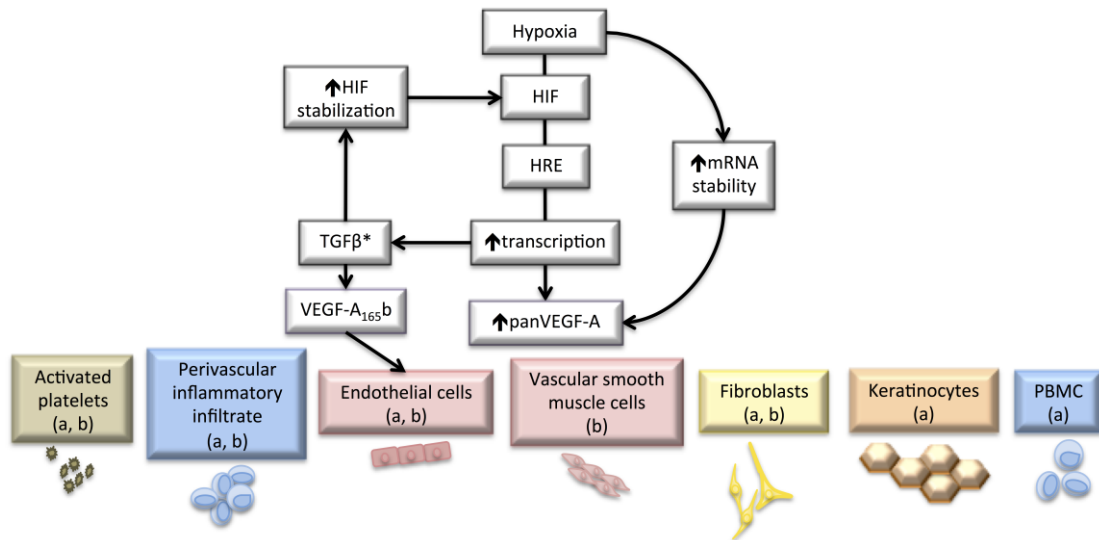 Hypoxia
↑HIF
stabilization
HIF
HRE
↑mRNA
stability
TGFβ*
↑transcription
VEGF-A₁₆₅b
↑panVEGF-A
Activated
platelets
(a, b)
Perivascular
inflammatory
infiltrate
(a, b)
Endothelial cells
(a, b)
Vascular smooth
muscle cells
(b)
Fibroblasts
(a, b)
Keratinocytes
(a)
PBMC
(a)